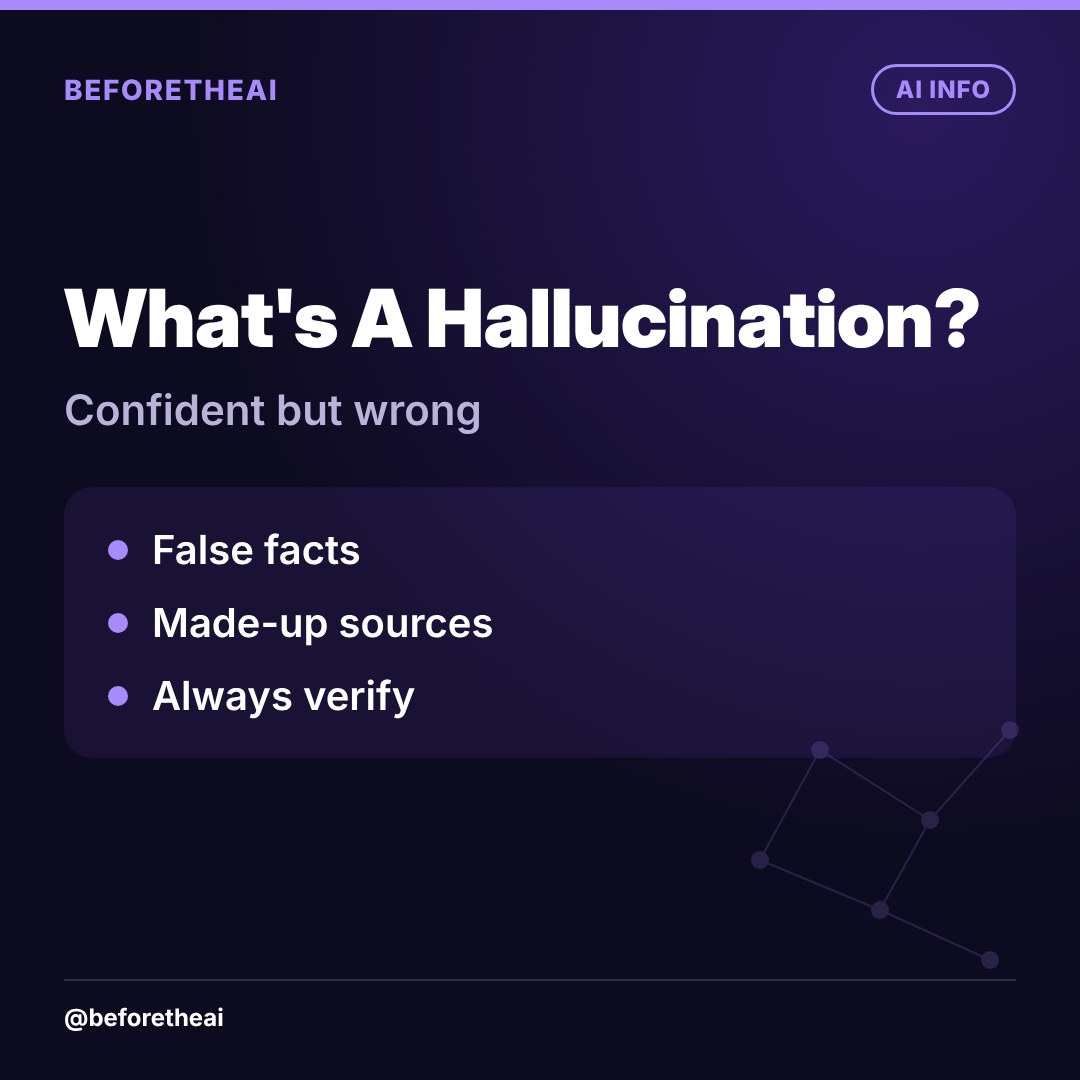 BEFORETHEAI
AI INFO
What's A Hallucination?
Confident but wrong
False facts
Made-up sources
Always verify
@beforetheai